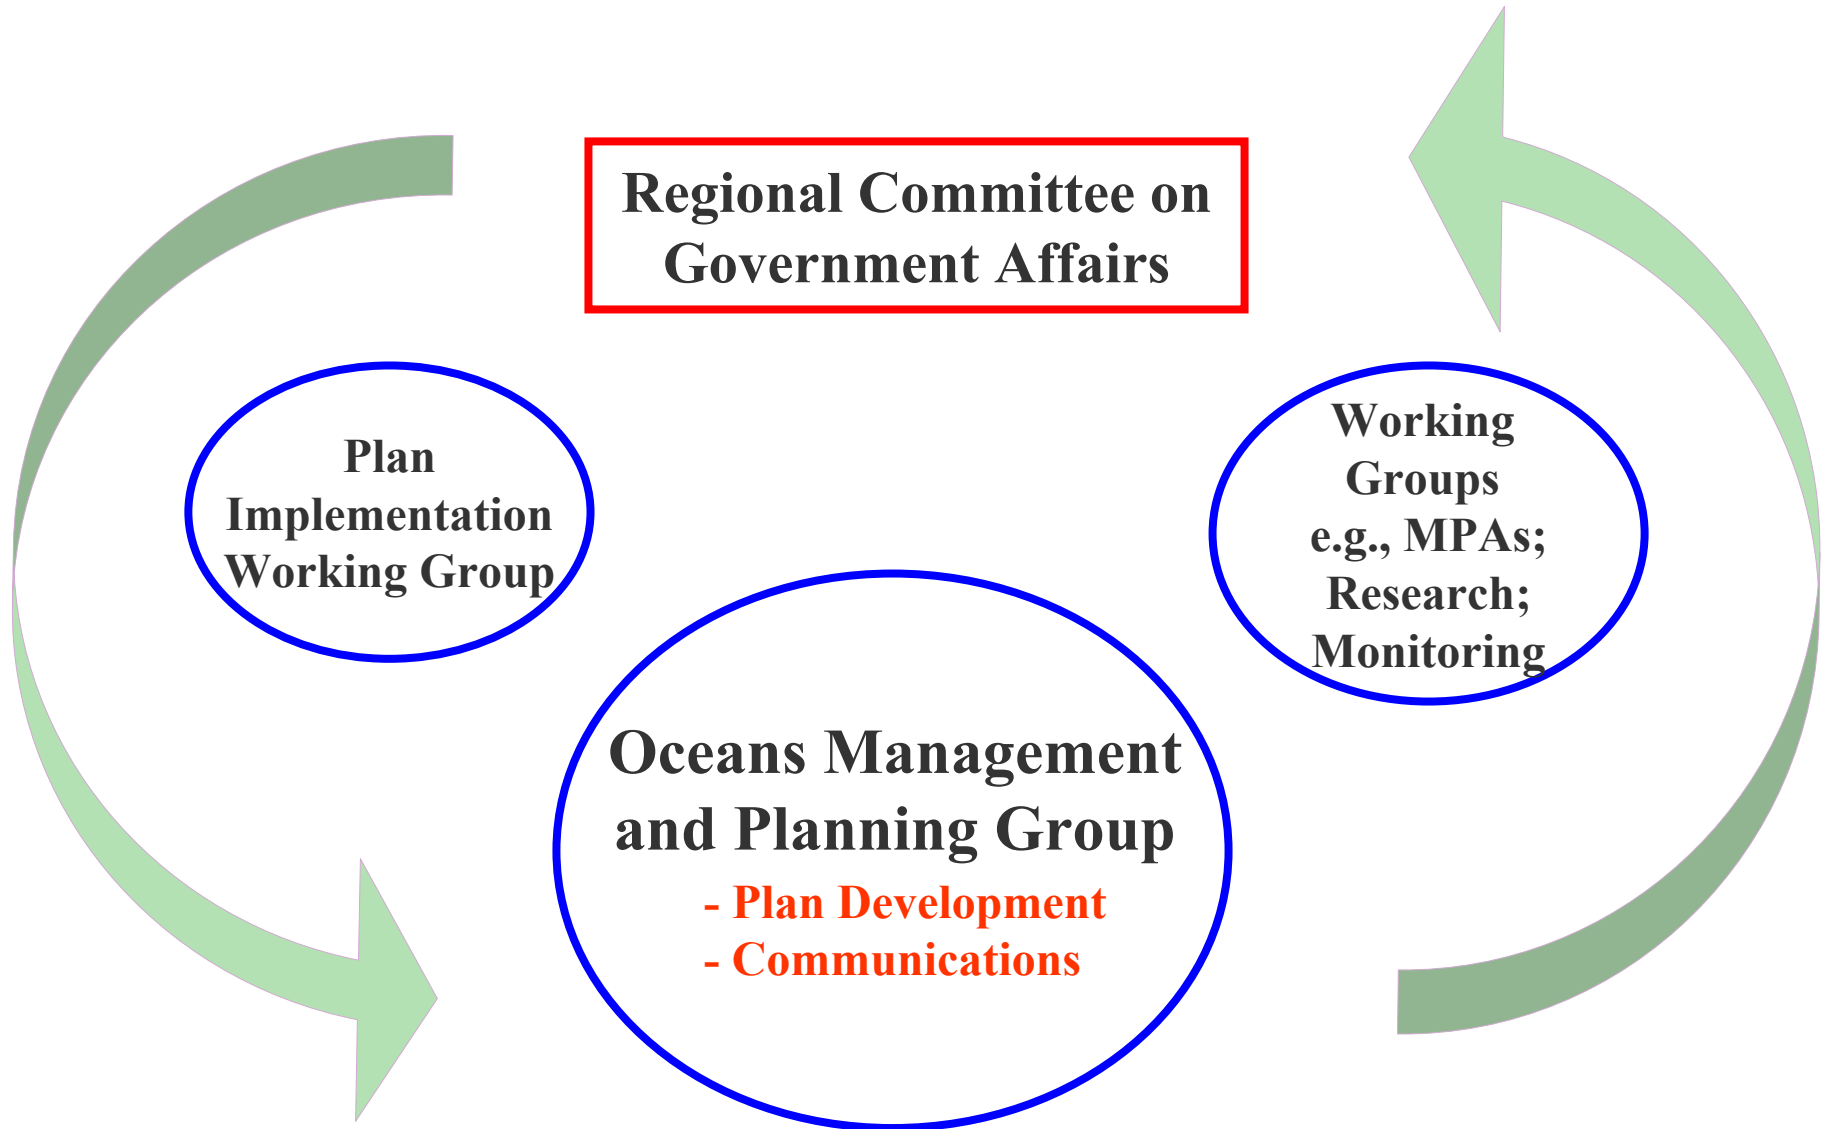 Regional Committee on
Government Affairs
Plan
Implementation
Working Group
Working
Groups
e.g., MPAs;
Research;
Monitoring
Oceans Management
and Planning Group
- Plan Development
- Communications